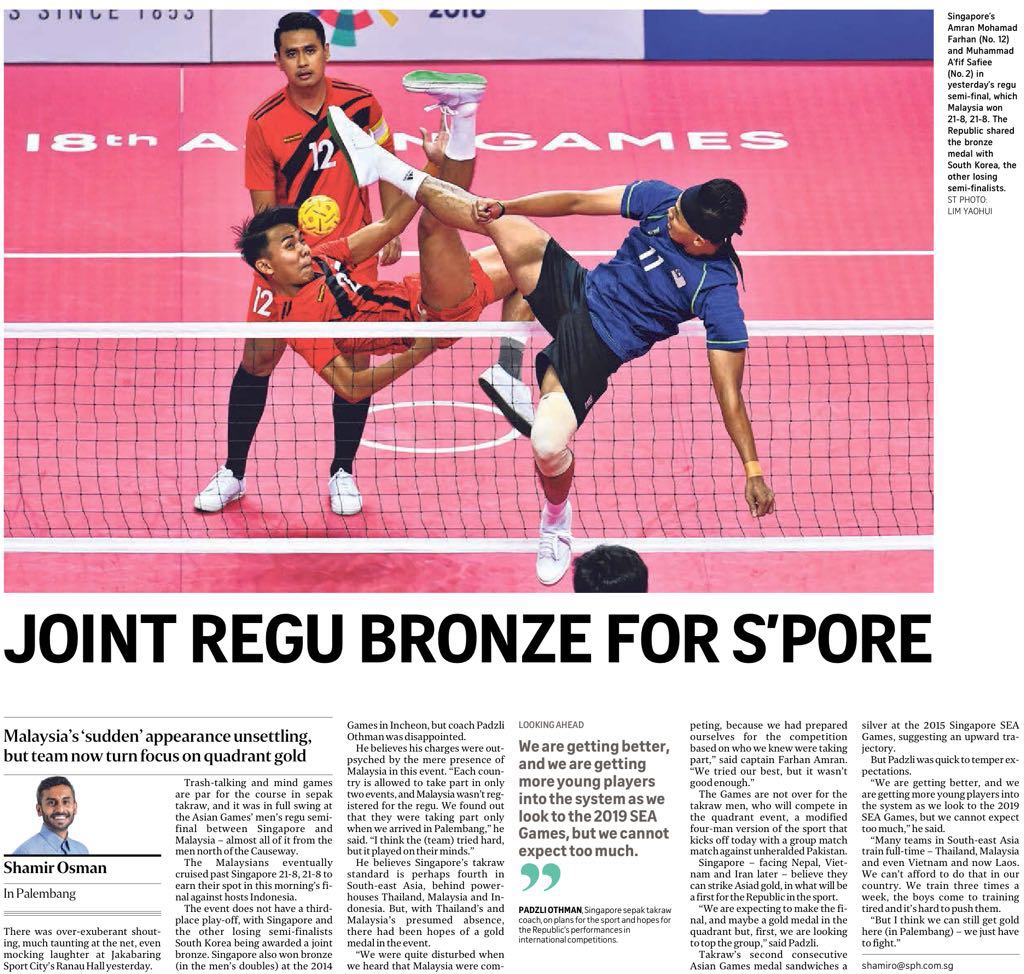 S SINCE 1853
2018
18th A
N GAMES
12
12
2
11
Singapore's
Amran Mohamad
Farhan (No. 12)
and Muhammad
A'fif Safiee
(No. 2) in
yesterday's regu
semi-final, which
Malaysia won
21-8, 21-8. The
Republic shared
the bronze
medal with
South Korea, the
other losing
semi-finalists.
ST PHOTO:
LIM YAOHUI
JOINT REGU BRONZE FOR S'PORE
Malaysia's 'sudden' appearance unsettling,
but team now turn focus on quadrant gold
Shamir Osman
In Palembang
There was over-exuberant shout-
ing, much taunting at the net, even
mocking laughter at Jakabaring
Sport City's Ranau Hall yesterday.
Trash-talking and mind games
are par for the course in sepak
takraw, and it was in full swing at
the Asian Games' men's regu semi-
final between Singapore and
Malaysia – almost all of it from the
men north of the Causeway.
The Malaysians eventually
cruised past Singapore 21-8, 21-8 to
earn their spot in this morning's fi-
nal against hosts Indonesia.
The event does not have a third-
place play-off, with Singapore and
the other losing semi-finalists
South Korea being awarded a joint
bronze. Singapore also won bronze
(in the men's doubles) at the 2014
Games in Incheon, but coach Padzli
Othman was disappointed.
He believes his charges were out-
psyched by the mere presence of
Malaysia in this event. "Each coun-
try is allowed to take part in only
two events, and Malaysia wasn't reg-
istered for the regu. We found out
that they were taking part only
when we arrived in Palembang," he
said. "I think the (team) tried hard,
but it played on their minds."
He believes Singapore's takraw
standard is perhaps fourth in
South-east Asia, behind power-
houses Thailand, Malaysia and In-
donesia. But, with Thailand's and
Malaysia's presumed absence,
there had been hopes of a gold
medal in the event.
"We were quite disturbed when
we heard that Malaysia were com-
LOOKING AHEAD
We are getting better,
and we are getting
more young players
into the system as we
look to the 2019 SEA
Games, but we cannot
expect too much.
”
PADZLI OTHMAN, Singapore sepak takraw
coach, on plans for the squad and hopes for
the Republic's performances in
international competitions.
peting, because we had prepared
ourselves for the competition
based on who we knew were taking
part," said captain Farhan Amran.
"We tried our best, but it wasn't
good enough."
The Games are not over for the
takraw men, who will compete in
the quadrant event, a modified
four-man version of the sport that
kicks off today with a group match
match against unheralded Pakistan.
Singapore – facing Nepal, Viet-
nam and Iran later – believe they
can strike Asiad gold, in what will be
a first for the Republic in the sport.
"We are expecting to make the fi-
nal, and maybe a gold medal in the
quadrant but, first, we are looking
to top the group," said Padzli.
Takraw's second consecutive
Asian Games medal sandwiches a
silver at the 2015 Singapore SEA
Games, suggesting an upward tra-
jectory.
But Padzli was quick to temper ex-
pectations.
"We are getting better, and we
are getting more young players into
the system as we look to the 2019
SEA Games, but we cannot expect
too much," he said.
"Many teams in South-east Asia
train full-time – Thailand, Malaysia
and even Vietnam and now Laos.
We can't afford to do that in our
country. We train three times a
week, the boys come to training
tired and it's hard to push them.
"But I think we can still get gold
here (in Palembang) – we just have
to fight."
shamiro@sph.com.sg